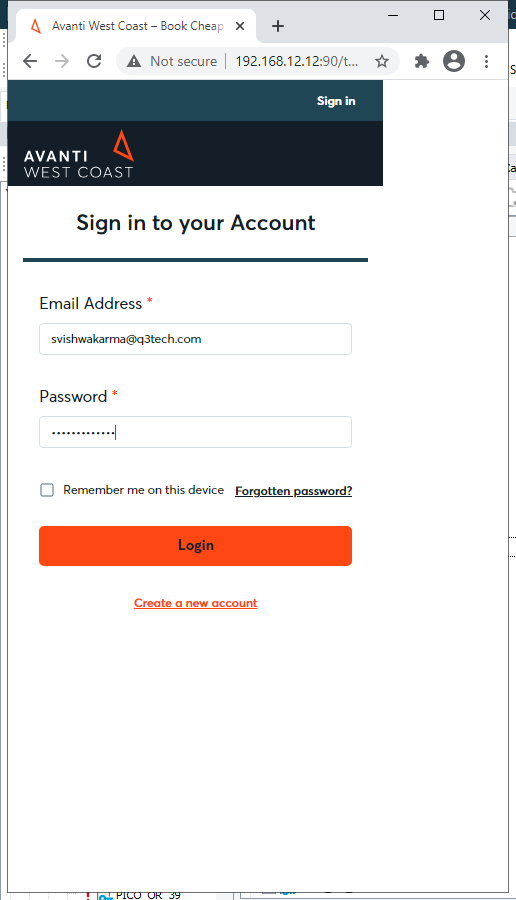 Avanti West Coast – Book Cheap
Not secure
192.168.12.12:90/t...
Sign in
AVANTI
WEST COAST
Sign in to your Account
Email Address *
svishwakarma@q3tech.com
Password *
•••••••••••••
Remember me on this device
Forgotten password?
Login
Create a new account
PICO_OR_39